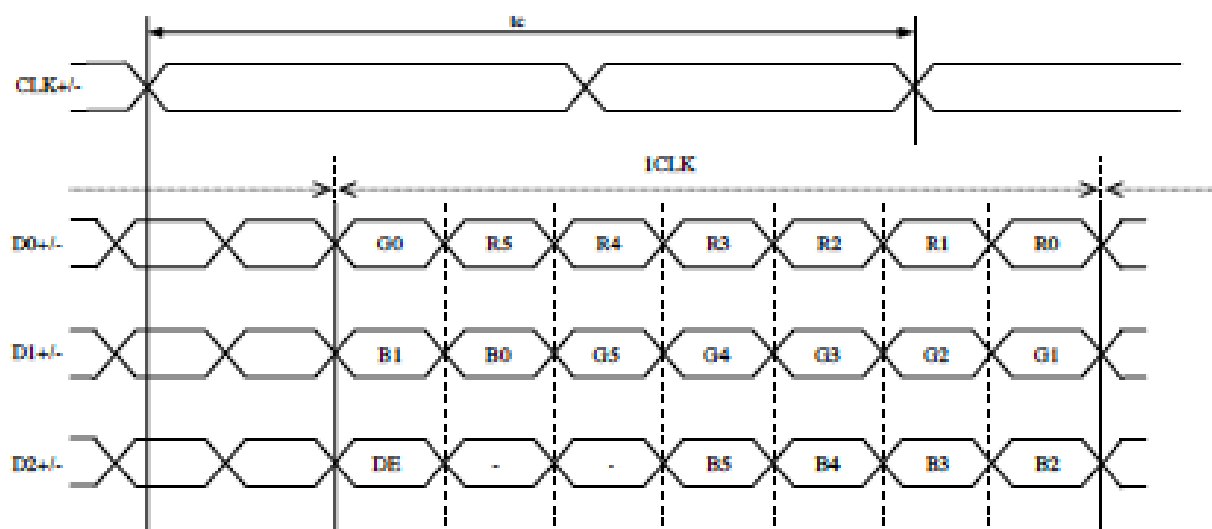 tc
CLK+/-
1CLK
D0+/- G0 R5 R4 R3 R2 R1 R0
D1+/- B1 B0 G5 G4 G3 G2 G1
D2+/- DE - - B5 B4 B3 B2